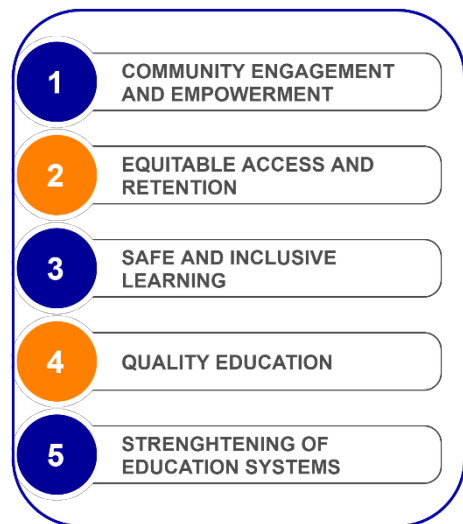 1
COMMUNITY ENGAGEMENT
AND EMPOWERMENT
2
EQUITABLE ACCESS AND
RETENTION
3
SAFE AND INCLUSIVE
LEARNING
4
QUALITY EDUCATION
5
STRENGHTENING OF
EDUCATION SYSTEMS